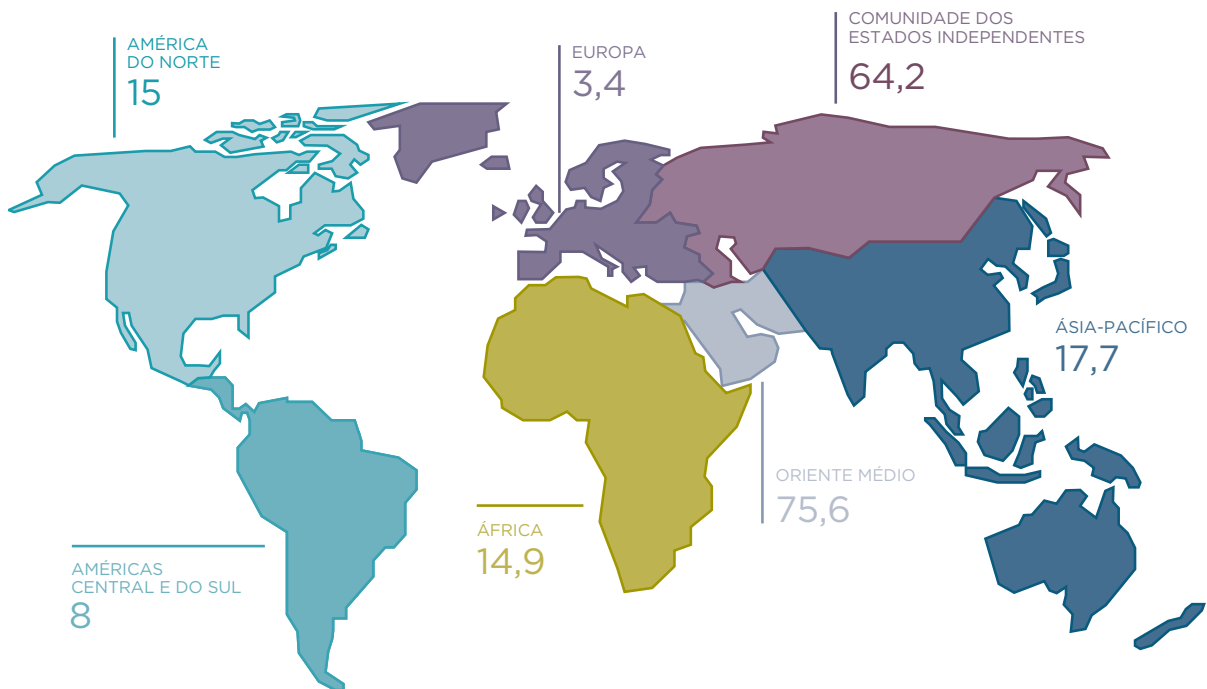 AMÉRICA
DO NORTE
15
EUROPA
3,4
COMUNIDADE DOS
ESTADOS INDEPENDENTES
64,2
ÁSIA-PACÍFICO
17,7
ORIENTE MÉDIO
75,6
ÁFRICA
14,9
AMÉRICAS
CENTRAL E DO SUL
8